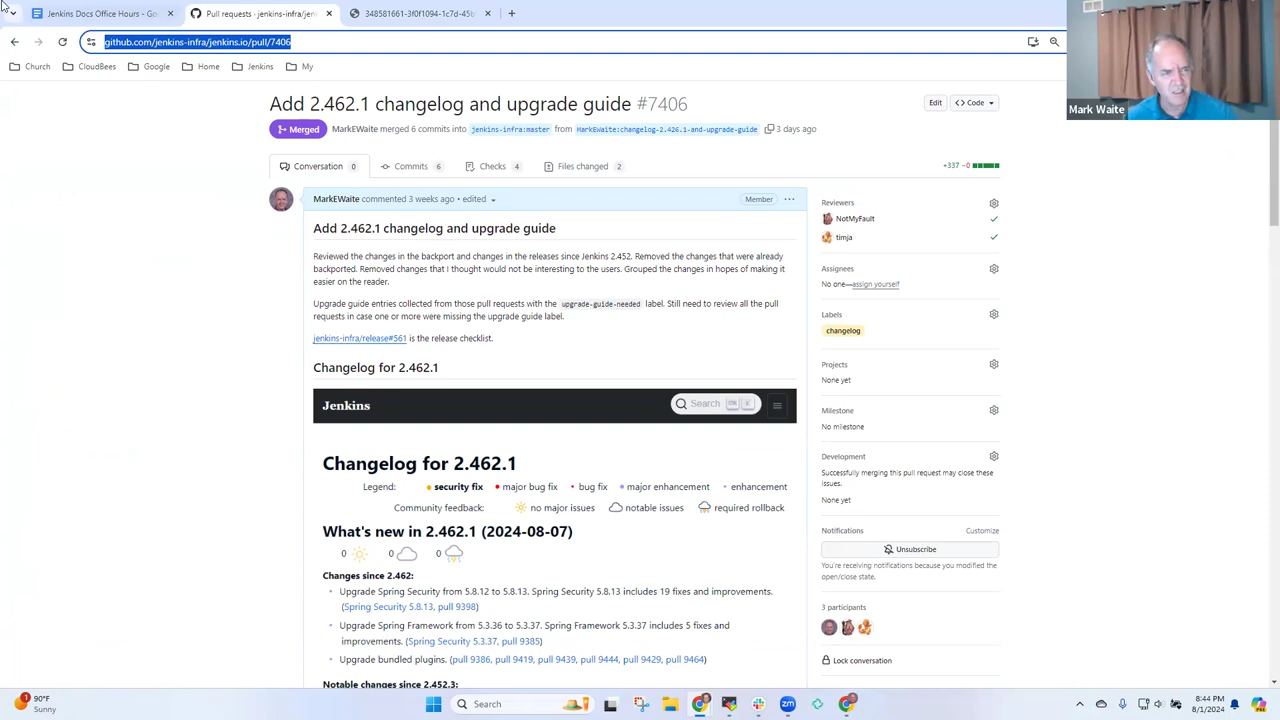 Jenkins Docs Office Hours - Goo
Pull requests · jenkins-infra/jen
348581661-3f0f1094-1c7d-45b
github.com/jenkins-infra/jenkins.io/pull/7406
Church
CloudBees
Google
Home
Jenkins
My
Mark Waite
Add 2.462.1 changelog and upgrade guide #7406
Edit
<> Code
Merged
MarkEWaite merged 6 commits into jenkins-infra:master from MarkEWaite:changelog-2.426.1-and-upgrade-guide 3 days ago
Conversation 0
Commits 6
Checks 4
Files changed 2
+337 −0
MarkEWaite commented 3 weeks ago • edited
Member
Add 2.462.1 changelog and upgrade guide
Reviewed the changes in the backport and changes in the releases since Jenkins 2.452. Removed the changes that were already
backported. Removed changes that I thought would not be interesting to the users. Grouped the changes in hopes of making it
easier on the reader.
Upgrade guide entries collected from those pull requests with the upgrade-guide-needed label. Still need to review all the pull
requests in case one or more were missing the upgrade guide label.
jenkins-infra/release#561 is the release checklist.
Changelog for 2.462.1
Jenkins
Search
K
Changelog for 2.462.1
Legend: security fix major bug fix bug fix major enhancement enhancement
Community feedback: no major issues notable issues required rollback
What's new in 2.462.1 (2024-08-07)
0 0 0
Changes since 2.462:
Upgrade Spring Security from 5.8.12 to 5.8.13. Spring Security 5.8.13 includes 19 fixes and improvements.
(Spring Security 5.8.13, pull 9398)
Upgrade Spring Framework from 5.3.36 to 5.3.37. Spring Framework 5.3.37 includes 5 fixes and
improvements. (Spring Security 5.3.37, pull 9385)
Upgrade bundled plugins. (pull 9386, pull 9419, pull 9439, pull 9444, pull 9429, pull 9464)
Notable changes since 2.452.3:
Reviewers
NotMyFault
timja
Assignees
No one—assign yourself
Labels
changelog
Projects
None yet
Milestone
No milestone
Development
Successfully merging this pull request may close these
issues.
None yet
Notifications
Customize
Unsubscribe
You're receiving notifications because you modified the
open/close state.
3 participants
Lock conversation
1
90°F
Sunny
Search
8:44 PM
8/1/2024